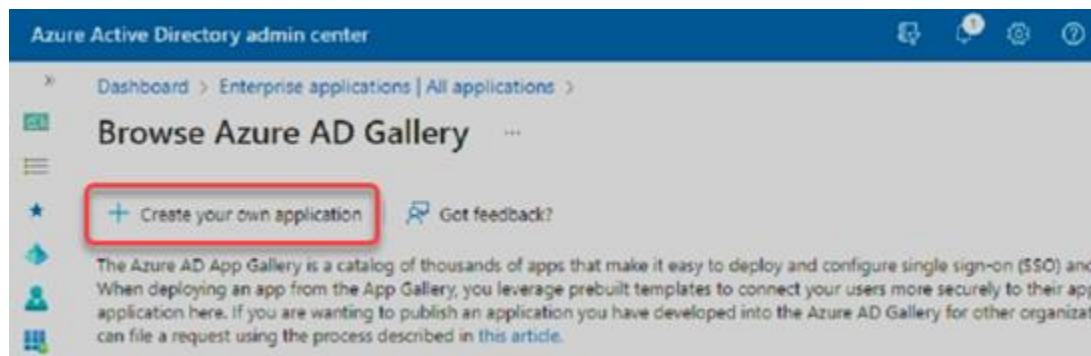 Azure Active Directory admin center
1
Dashboard > Enterprise applications | All applications >
Browse Azure AD Gallery ...
+ Create your own application
Got feedback?
The Azure AD App Gallery is a catalog of thousands of apps that make it easy to deploy and configure single sign-on (SSO) and
When deploying an app from the App Gallery, you leverage prebuilt templates to connect your users more securely to their app
application here. If you are wanting to publish an application you have developed into the Azure AD Gallery for other organizat
can file a request using the process described in this article.